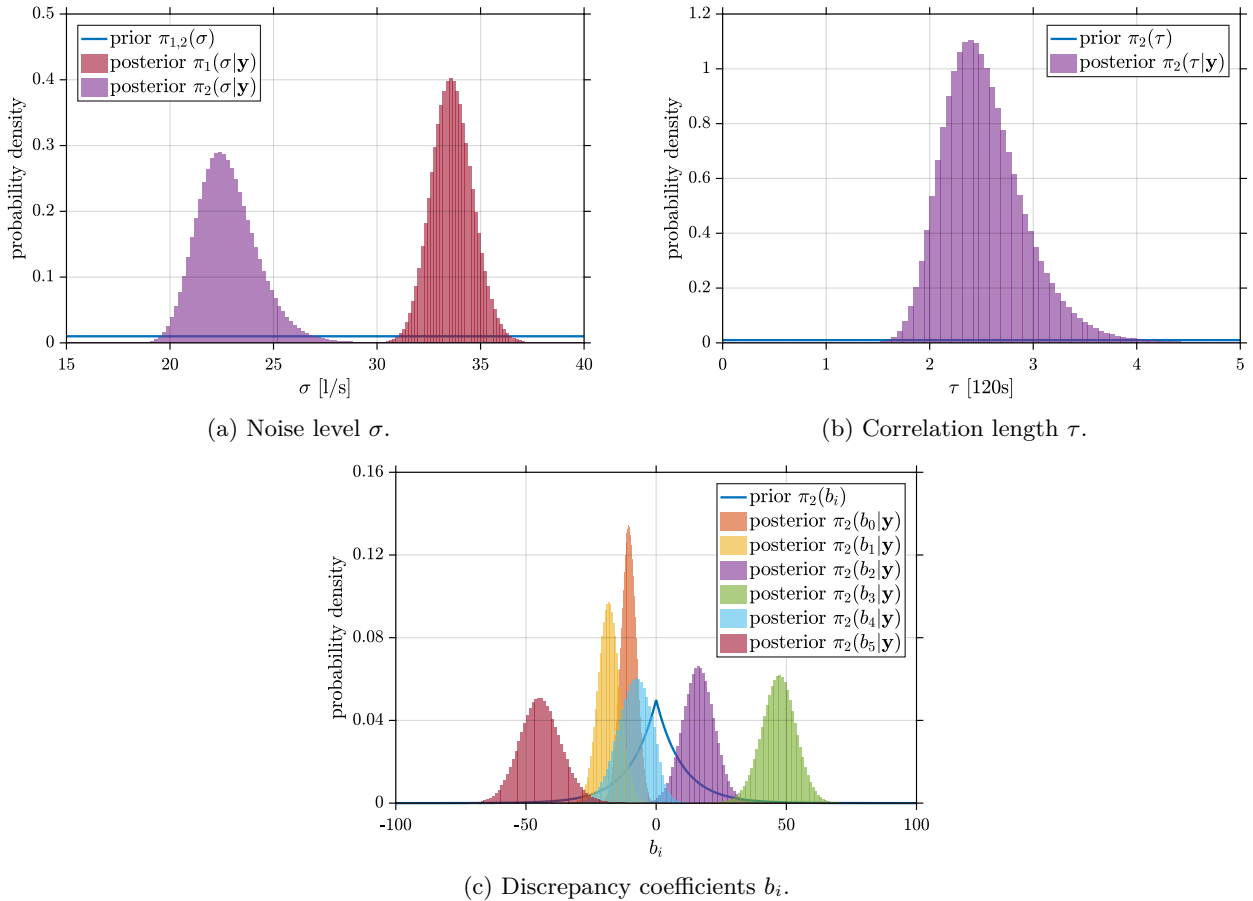 prior π₁,₂(σ)
posterior π₁(σ|y)
posterior π₂(σ|y)
probability density
0.5
0.4
0.3
0.2
0.1
0
15 20 25 30 35 40
σ [l/s]
(a) Noise level σ.
prior π₂(τ)
posterior π₂(τ|y)
probability density
1.2
1.0
0.8
0.6
0.4
0.2
0
0 1 2 3 4 5
τ [120s]
(b) Correlation length τ.
prior π₂(bᵢ)
posterior π₂(b₀|y)
posterior π₂(b₁|y)
posterior π₂(b₂|y)
posterior π₂(b₃|y)
posterior π₂(b₄|y)
posterior π₂(b₅|y)
probability density
0.16
0.12
0.08
0.04
0
-100 -50 0 50 100
bᵢ
(c) Discrepancy coefficients bᵢ.